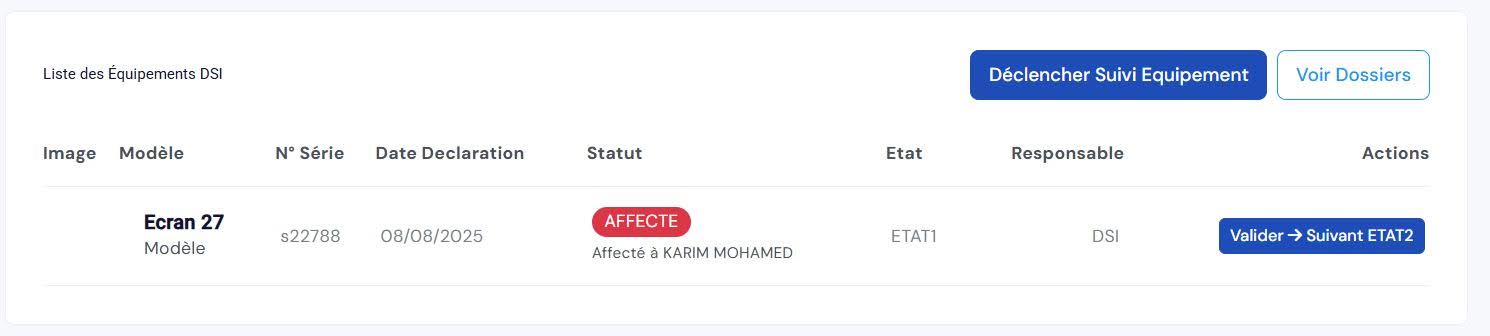 Liste des Équipements DSI
Déclencher Suivi Equipement
Voir Dossiers
Image Modèle N° Série Date Declaration Statut Etat Responsable Actions
Ecran 27
Modèle
s22788
08/08/2025
AFFECTE
Affecté à KARIM MOHAMED
ETAT1
DSI
Valider → Suivant ETAT2